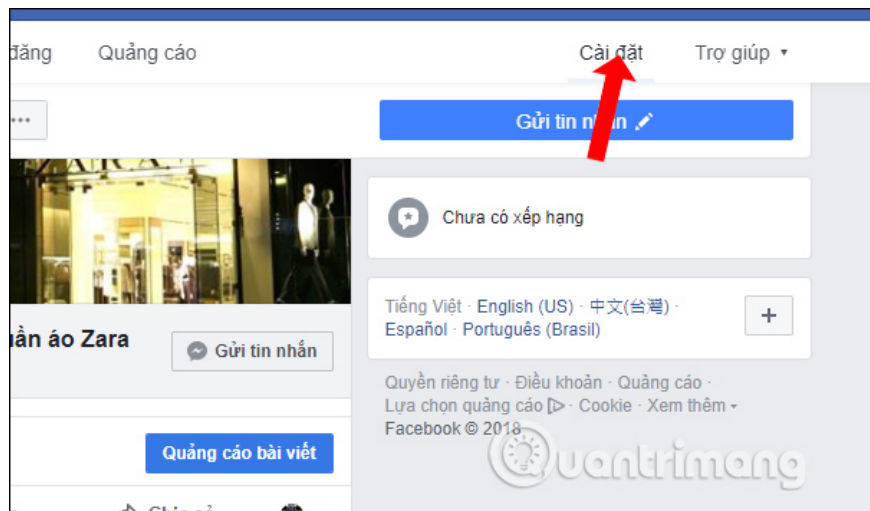 đăng Quảng cáo Cài đặt Trợ giúp
Gửi tin nhắn
ZARA
Chưa có xếp hạng
Tiếng Việt · English (US) · 中文(台灣) ·
Español · Português (Brasil)
uần áo Zara
Gửi tin nhắn
Quyền riêng tư · Điều khoản · Quảng cáo ·
Lựa chọn quảng cáo · Cookie · Xem thêm
Facebook © 2018
Quantrimang
Quảng cáo bài viết